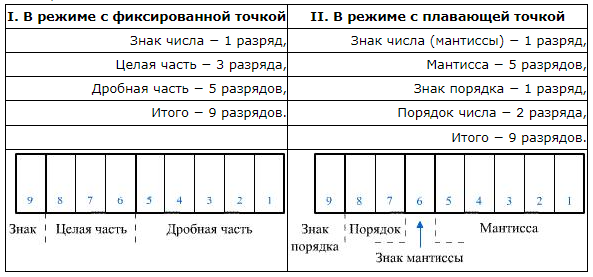 I. В режиме с фиксированной точкой
Знак числа − 1 разряд,
Целая часть − 3 разряда,
Дробная часть − 5 разрядов.
Итого − 9 разрядов.
II. В режиме с плавающей точкой
Знак числа (мантиссы) − 1 разряд,
Мантисса − 5 разрядов,
Знак порядка − 1 разряд,
Порядок числа − 2 разряда,
Итого − 9 разрядов.
9 8 7 6 5 4 3 2 1
Знак Целая часть Дробная часть
9 8 7 6 5 4 3 2 1
Знак порядка Порядок Мантисса
Знак мантиссы